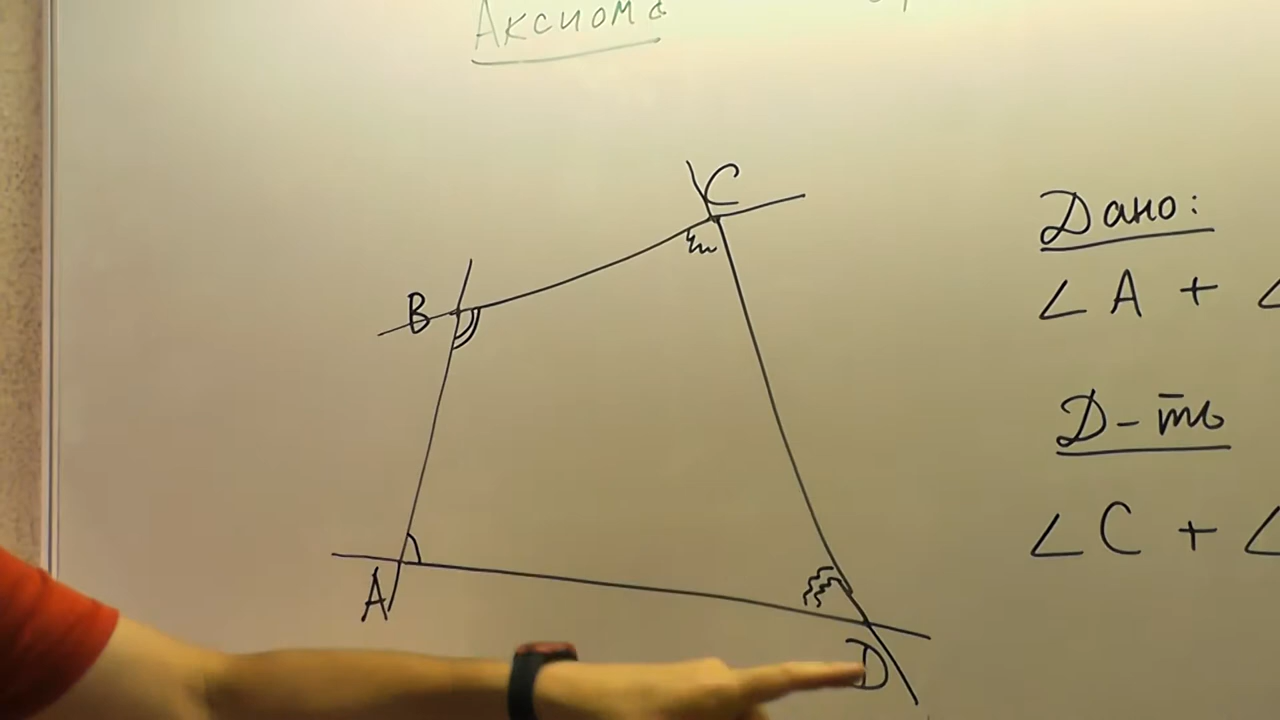 Аксиома
C
Дано:
B
∠A + ∠
Д-ть
∠C + ∠
A
D